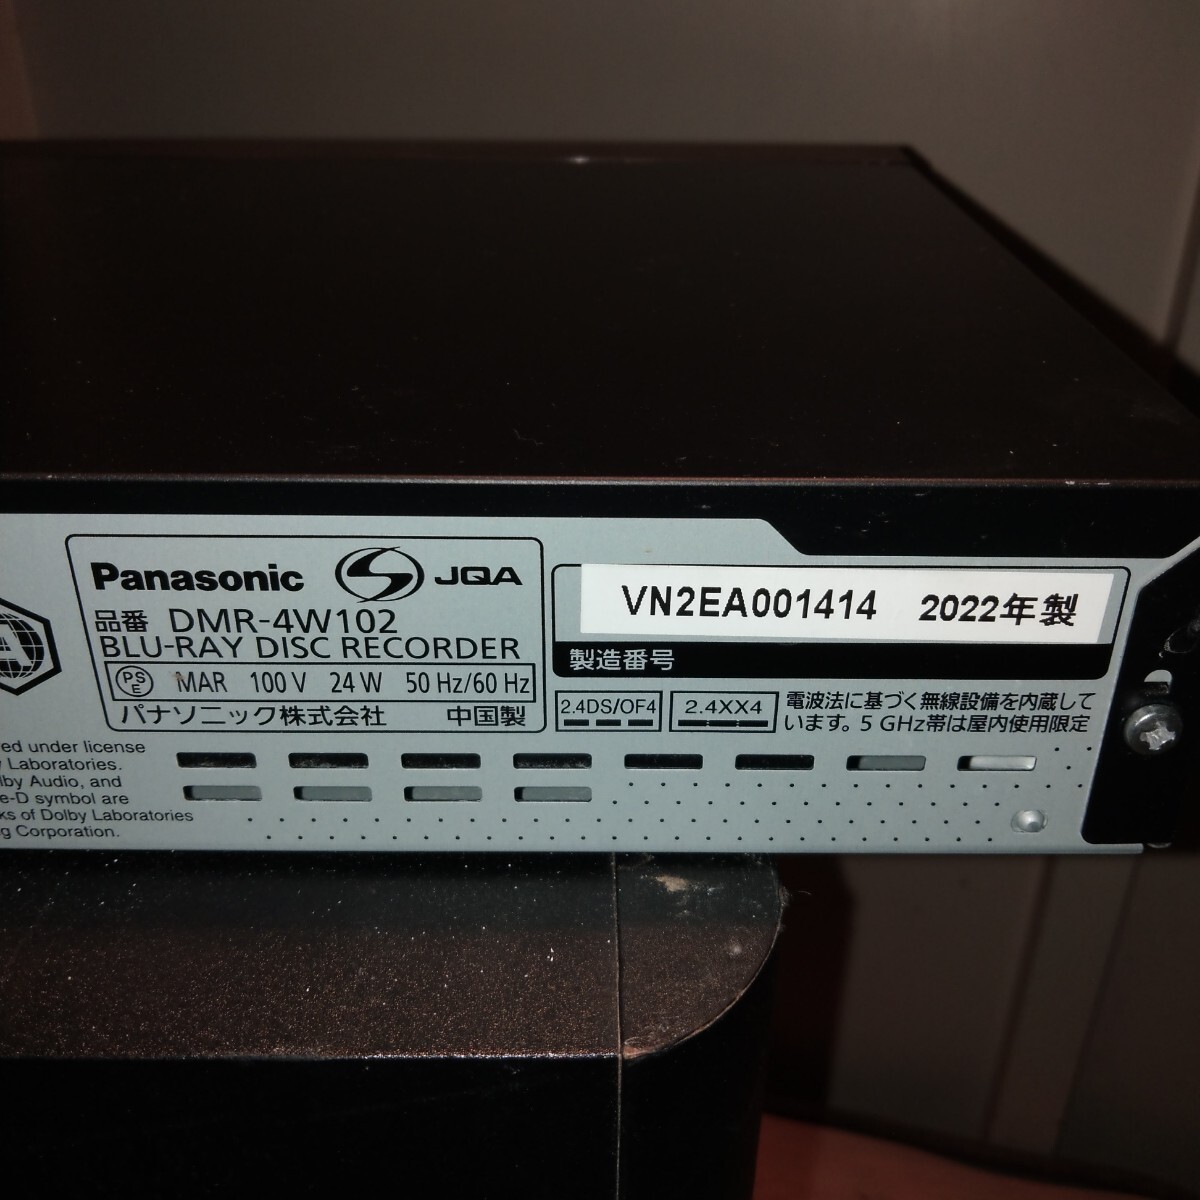 Panasonic JQA
品番 DMR-4W102
BLU-RAY DISC RECORDER
PS E MAR 100 V 24 W 50 Hz/60 Hz
パナソニック株式会社 中国製
VN2EA001414 2022年製
製造番号
2.4DS/OF4 2.4XX4
電波法に基づく無線設備を内蔵して
います。5 GHz帯は屋内使用限定
under license
Laboratories.
Audio, and
symbol are
of Dolby Laboratories
Corporation.